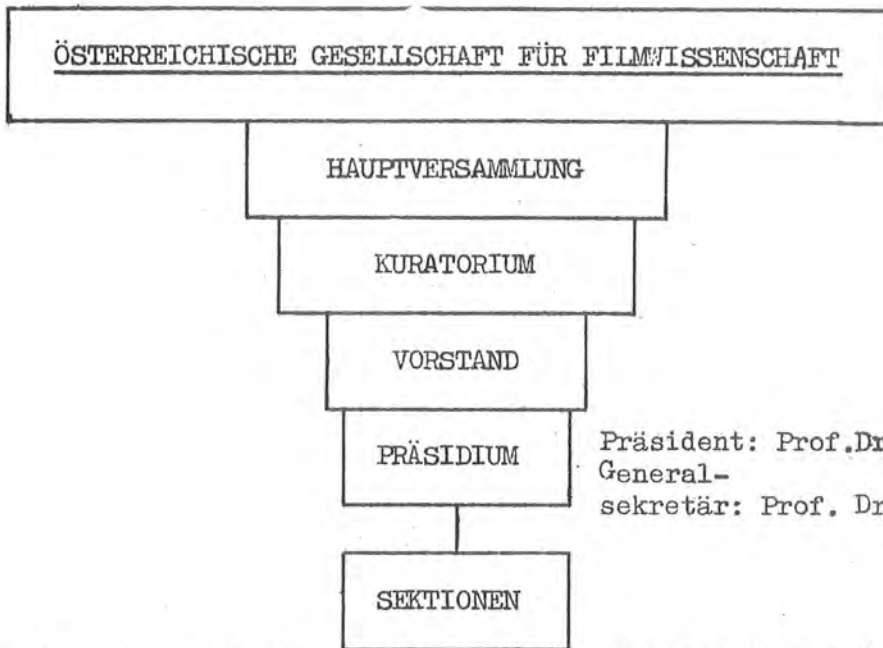 ÖSTERREICHISCHE GESELLSCHAFT FÜR FILMWISSENSCHAFT
HAUPTVERSAMMLUNG
KURATORIUM
VORSTAND
PRÄSIDIUM
Präsident: Prof.Dr
General-
sekretär: Prof. Dr
SEKTIONEN